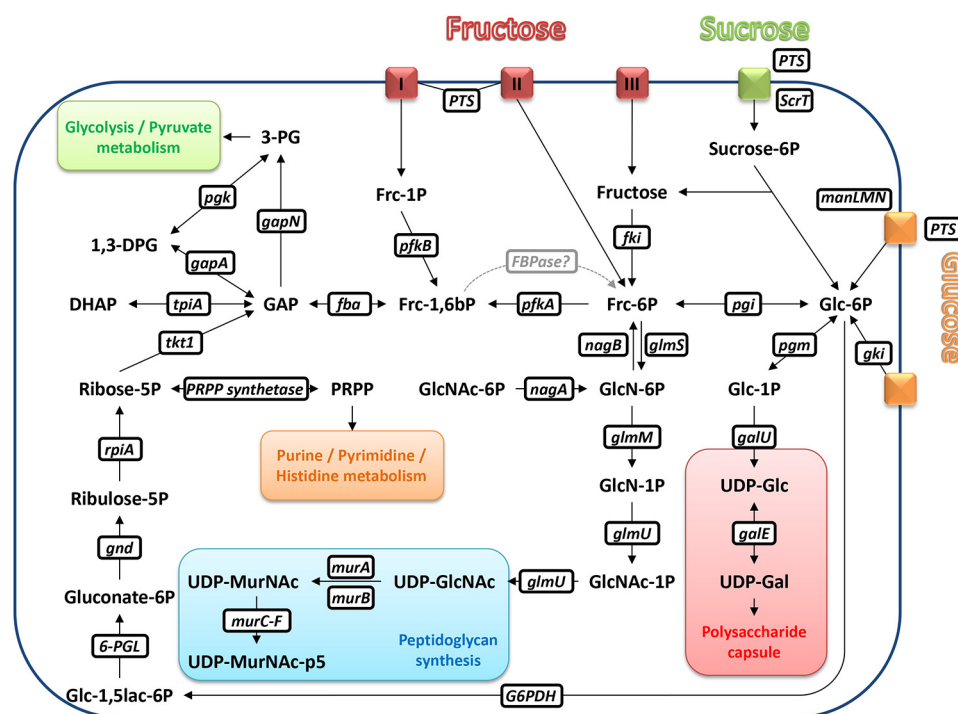 Fructose
Sucrose
PTS
I
II
III
PTS
ScrT
Glycolysis / Pyruvate
metabolism
3-PG
Sucrose-6P
pgk
gapN
Frc-1P
Fructose
manLMN
PTS
1,3-DPG
gapA
pfkB
fki
FBPase?
Glucose
DHAP
tpiA
GAP
fba
Frc-1,6bP
pfkA
Frc-6P
pgi
Glc-6P
tkt1
nagB
glmS
pgm
gki
Ribose-5P
PRPP synthetase
PRPP
GlcNAc-6P
nagA
GlcN-6P
Glc-1P
rpiA
Purine / Pyrimidine /
Histidine metabolism
glmM
galU
Ribulose-5P
GlcN-1P
UDP-Glc
gnd
glmU
galE
Gluconate-6P
UDP-MurNAc
murA
murB
UDP-GlcNAc
glmU
GlcNAc-1P
UDP-Gal
murC-F
6-PGL
UDP-MurNAc-p5
Peptidoglycan
synthesis
Polysaccharide
capsule
Glc-1,5lac-6P
G6PDH